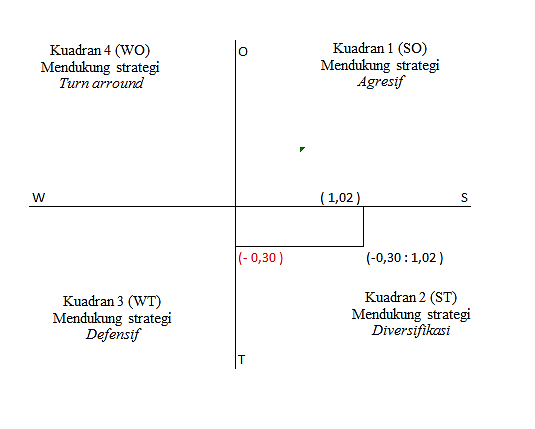 Kuadran 4 (WO)
Mendukung strategi
Turn arround
O
Kuadran 1 (SO)
Mendukung strategi
Agresif
W
( 1,02 )
S
(- 0,30 )
(-0,30 : 1,02 )
Kuadran 3 (WT)
Mendukung strategi
Defensif
Kuadran 2 (ST)
Mendukung strategi
Diversifikasi
T